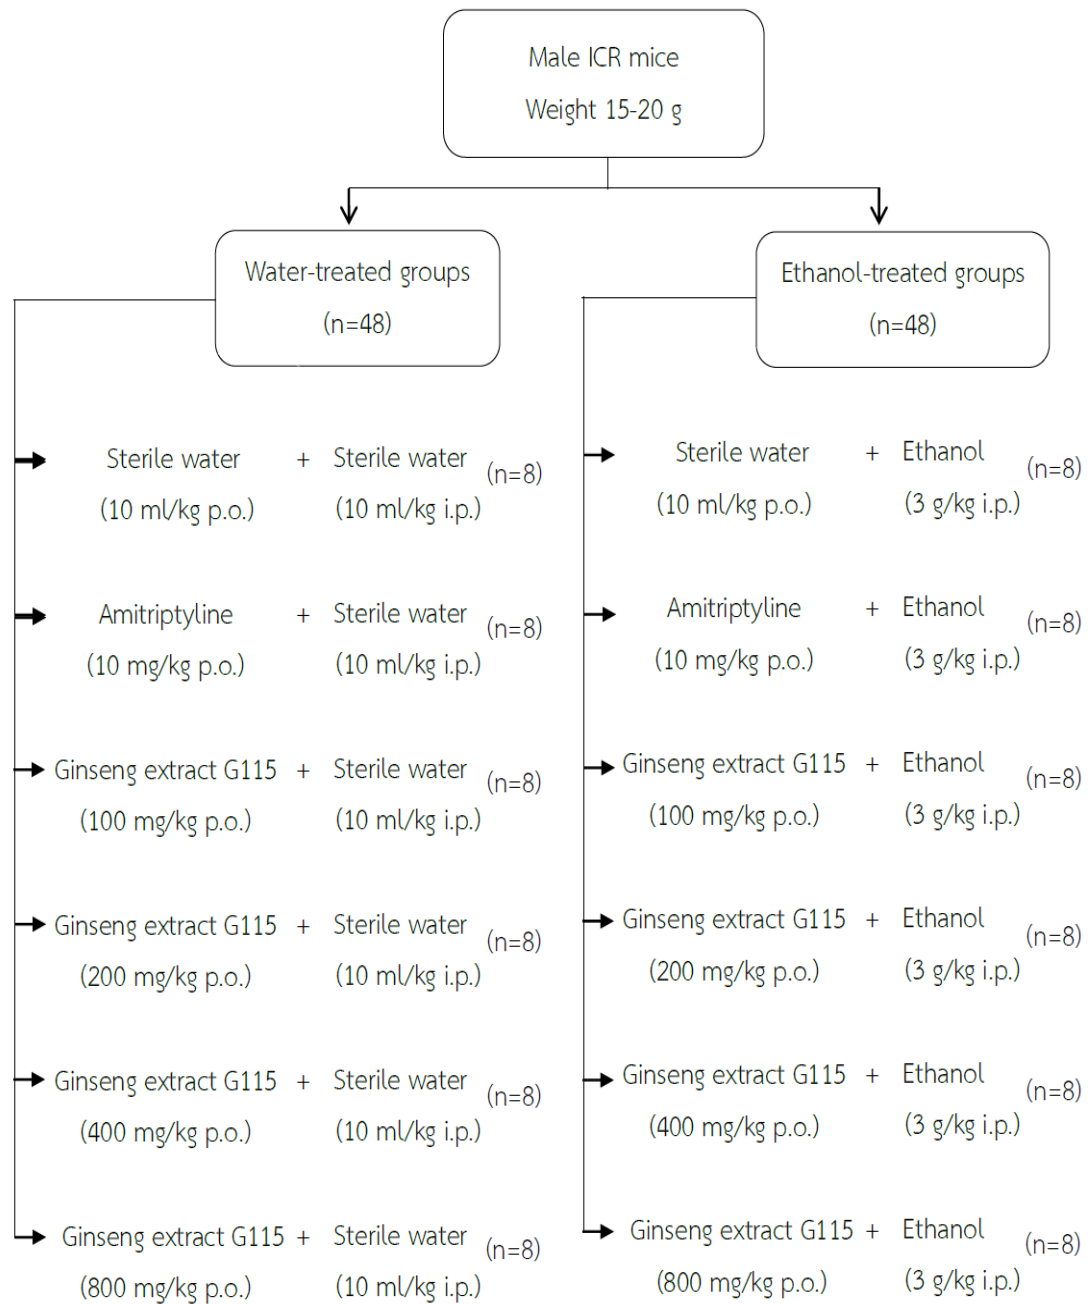 Male ICR mice
Weight 15-20 g
Water-treated groups
(n=48)
Ethanol-treated groups
(n=48)
Sterile water + Sterile water (n=8)
(10 ml/kg p.o.) (10 ml/kg i.p.)
Amitriptyline + Sterile water (n=8)
(10 mg/kg p.o.) (10 ml/kg i.p.)
Ginseng extract G115 + Sterile water (n=8)
(100 mg/kg p.o.) (10 ml/kg i.p.)
Ginseng extract G115 + Sterile water (n=8)
(200 mg/kg p.o.) (10 ml/kg i.p.)
Ginseng extract G115 + Sterile water (n=8)
(400 mg/kg p.o.) (10 ml/kg i.p.)
Ginseng extract G115 + Sterile water (n=8)
(800 mg/kg p.o.) (10 ml/kg i.p.)
Sterile water + Ethanol (n=8)
(10 ml/kg p.o.) (3 g/kg i.p.)
Amitriptyline + Ethanol (n=8)
(10 mg/kg p.o.) (3 g/kg i.p.)
Ginseng extract G115 + Ethanol (n=8)
(100 mg/kg p.o.) (3 g/kg i.p.)
Ginseng extract G115 + Ethanol (n=8)
(200 mg/kg p.o.) (3 g/kg i.p.)
Ginseng extract G115 + Ethanol (n=8)
(400 mg/kg p.o.) (3 g/kg i.p.)
Ginseng extract G115 + Ethanol (n=8)
(800 mg/kg p.o.) (3 g/kg i.p.)